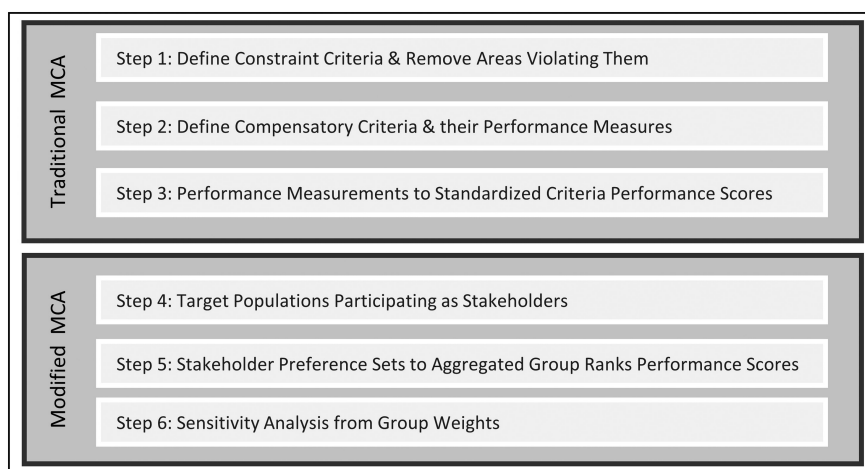 Traditional MCA
Step 1: Define Constraint Criteria & Remove Areas Violating Them
Step 2: Define Compensatory Criteria & their Performance Measures
Step 3: Performance Measurements to Standardized Criteria Performance Scores
Modified MCA
Step 4: Target Populations Participating as Stakeholders
Step 5: Stakeholder Preference Sets to Aggregated Group Ranks Performance Scores
Step 6: Sensitivity Analysis from Group Weights